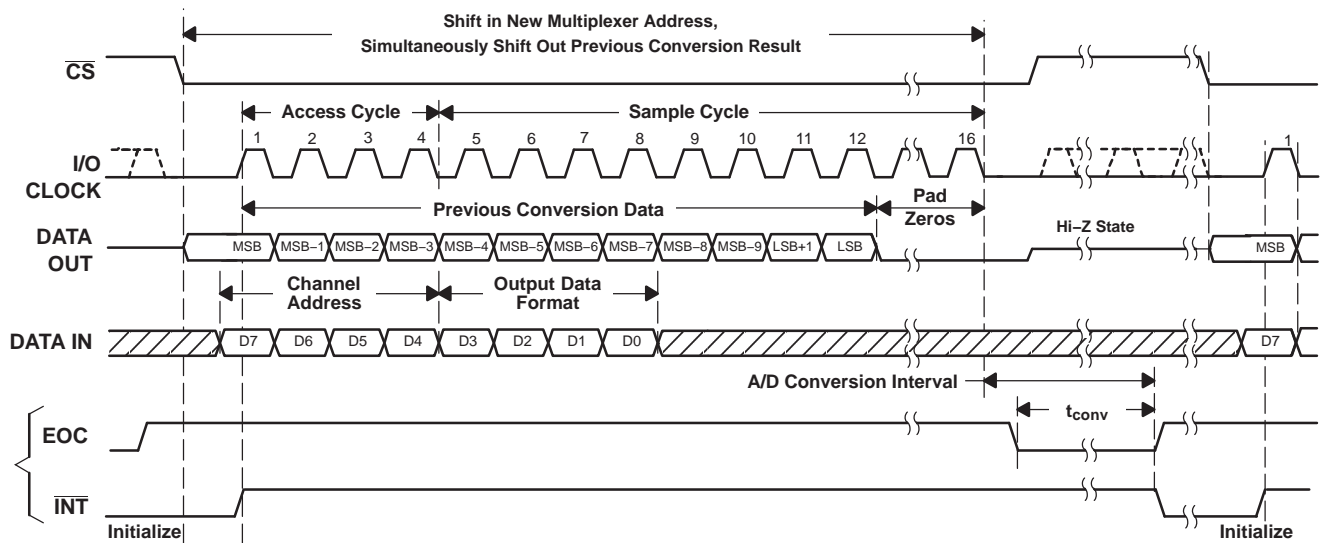 Shift in New Multiplexer Address,
Simultaneously Shift Out Previous Conversion Result
CS
Access Cycle
Sample Cycle
1 2 3 4 5 6 7 8 9 10 11 12 16 1
I/O
CLOCK
Previous Conversion Data
Pad
Zeros
DATA
OUT
MSB MSB–1 MSB–2 MSB–3 MSB–4 MSB–5 MSB–6 MSB–7 MSB–8 MSB–9 LSB+1 LSB
Hi–Z State
MSB
Channel
Address
Output Data
Format
DATA IN
D7 D6 D5 D4 D3 D2 D1 D0 D7
A/D Conversion Interval
tconv
EOC
INT
Initialize
Initialize